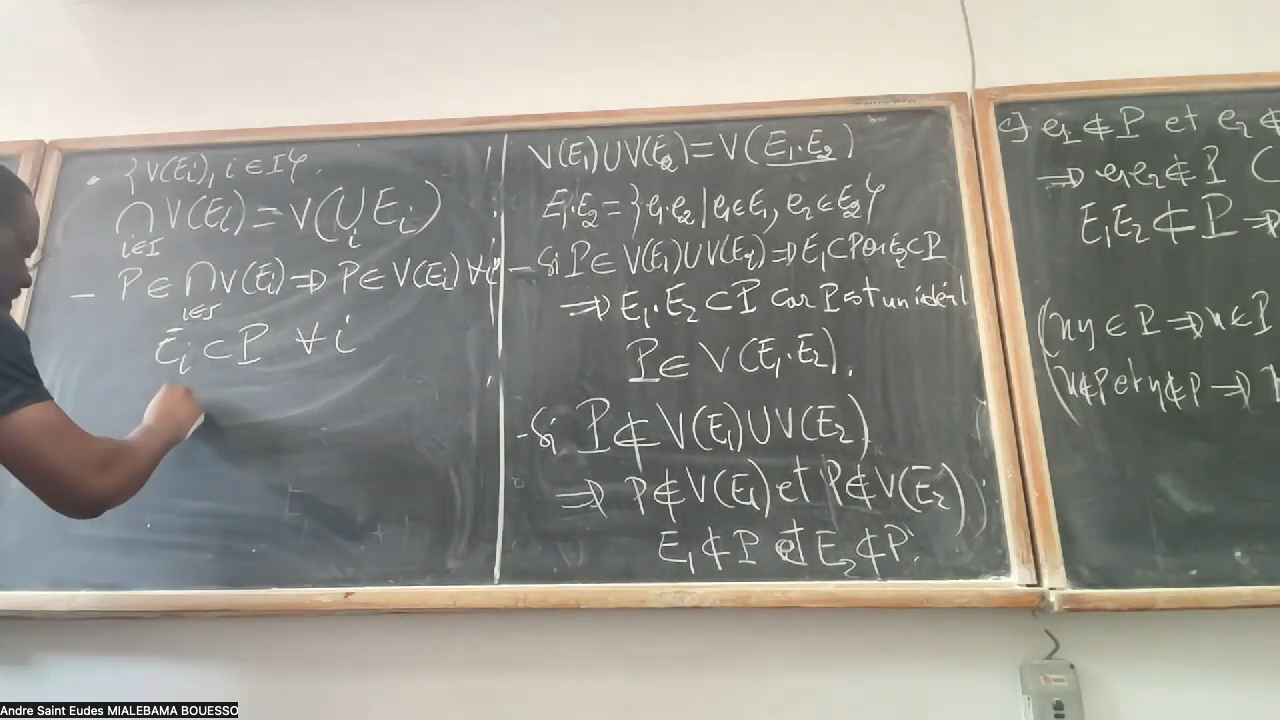 • {V(Ei), i ∈ I}.
⋂_{i∈I} V(Ei) = V(⋃_i Ei)
– P ∈ ⋂_{i∈I} V(Ei) ⇒ P ∈ V(Ei) ∀i
Ei ⊂ P ∀ i
V(E1) ∪ V(E2) = V(E1·E2)
E1·E2 = {e1·e2 | e1 ∈ E1, e2 ∈ E2}
– Si P ∈ V(E1) ∪ V(E2) ⇒ E1 ⊂ P or E2 ⊂ P
⇒ E1·E2 ⊂ P car P est un idéal
P ∈ V(E1·E2).
– Si P ⊄ V(E1) ∪ V(E2)
⇒ P ∉ V(E1) et P ∉ V(E2)
E1 ⊄ P et E2 ⊄ P.
e1 ∉ P et e2 ∉
⇒ e1e2 ∉ P (
E1E2 ⊄ P ⇒
(xy ∈ P ⇒ x ∈ P
(x ∉ P et y ∉ P ⇒
Andre Saint Eudes MIALEBAMA BOUESSO